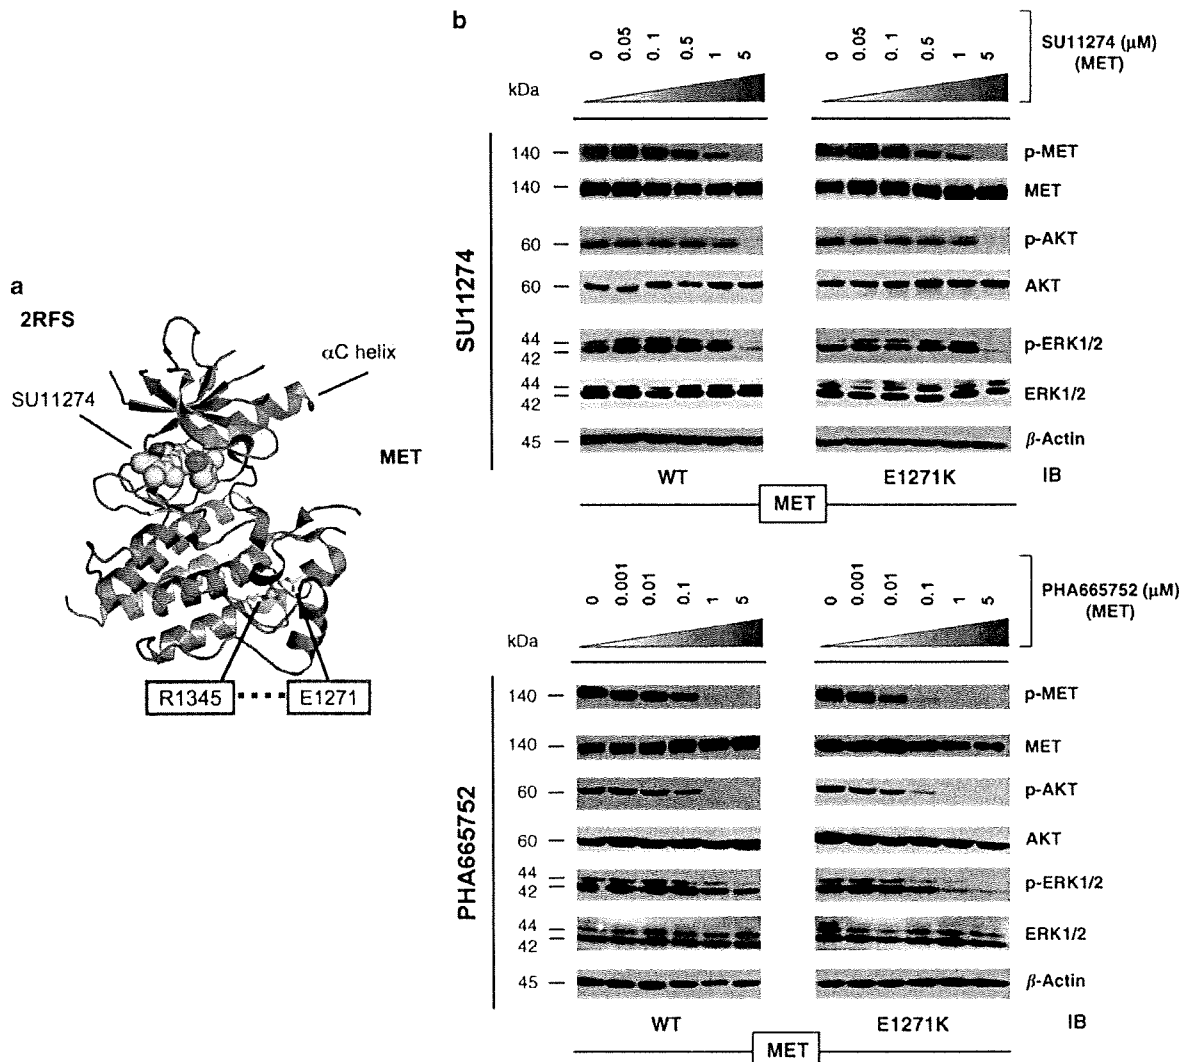 a
2RFS
αC helix
SU11274
MET
R1345
E1271
b
0 0.05 0.1 0.5 1 5
0 0.05 0.1 0.5 1 5
SU11274 (μM)
(MET)
kDa
SU11274
140
p-MET
140
MET
60
p-AKT
60
AKT
44
42
p-ERK1/2
44
42
ERK1/2
45
β-Actin
WT
E1271K
IB
MET
0 0.001 0.01 0.1 1 5
0 0.001 0.01 0.1 1 5
PHA665752 (μM)
(MET)
kDa
PHA665752
140
p-MET
140
MET
60
p-AKT
60
AKT
44
42
p-ERK1/2
44
42
ERK1/2
45
β-Actin
WT
E1271K
IB
MET